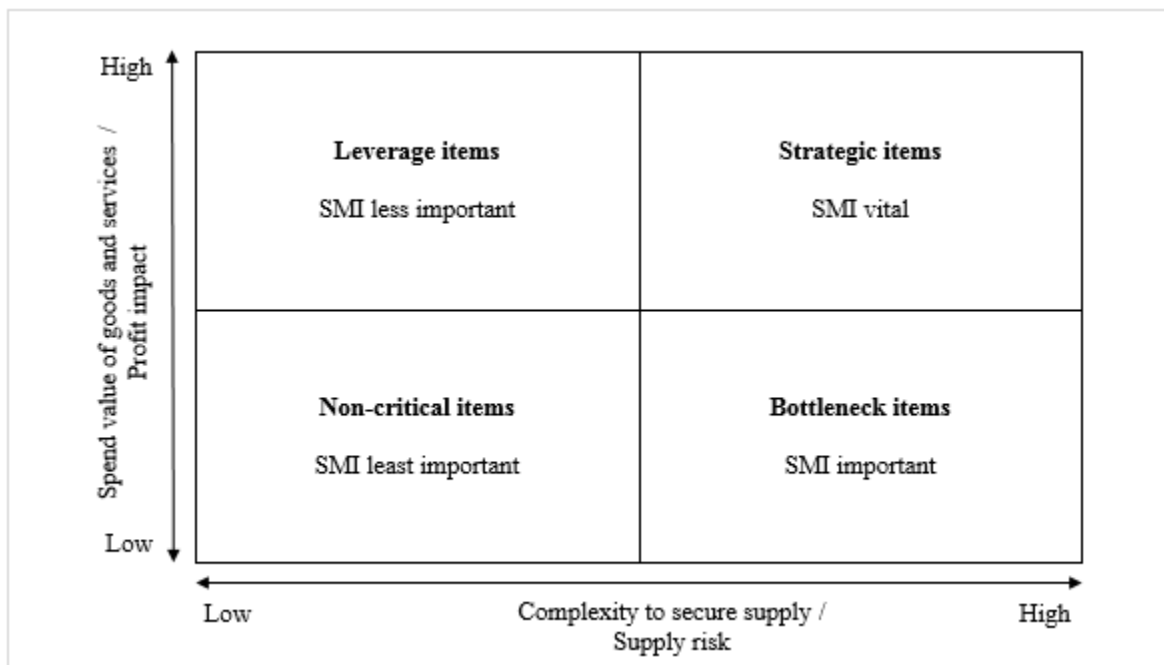 High
Spend value of goods and services /
Profit impact
Low
Leverage items
SMI less important
Strategic items
SMI vital
Non-critical items
SMI least important
Bottleneck items
SMI important
Low
Complexity to secure supply /
Supply risk
High